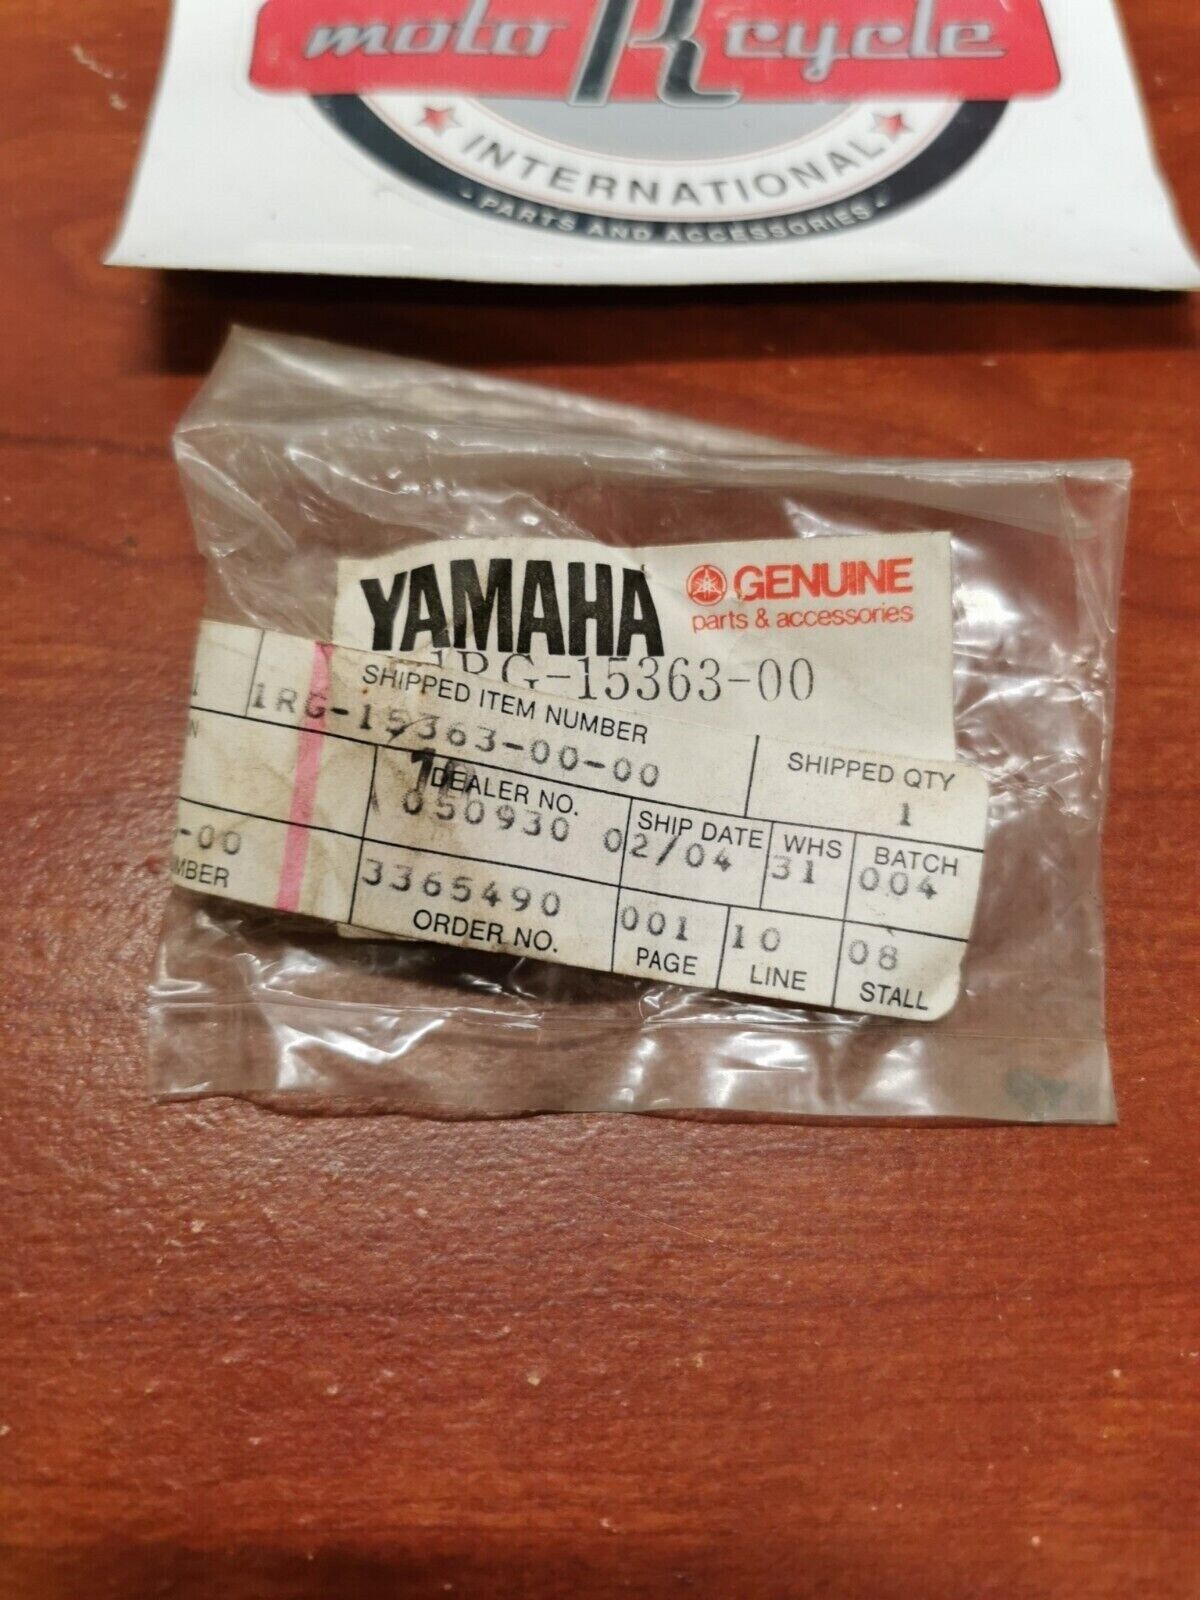 moto R cycle
INTERNATIONAL
- PARTS AND ACCESSORIES -
YAMAHA
GENUINE
parts & accessories
1RG-15363-00
SHIPPED ITEM NUMBER
1RG-15363-00-00
SHIPPED QTY
1
DEALER NO.
050930
SHIP DATE
02/04
WHS
31
BATCH
004
-00
MBER
3365490
ORDER NO.
001
PAGE
10
LINE
08
STALL